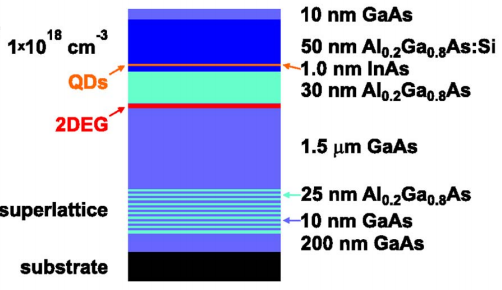 10 nm GaAs
1×10¹⁸ cm⁻³
50 nm Al₀.₂Ga₀.₈As:Si
QDs
1.0 nm InAs
30 nm Al₀.₂Ga₀.₈As
2DEG
1.5 μm GaAs
25 nm Al₀.₂Ga₀.₈As
superlattice
10 nm GaAs
200 nm GaAs
substrate